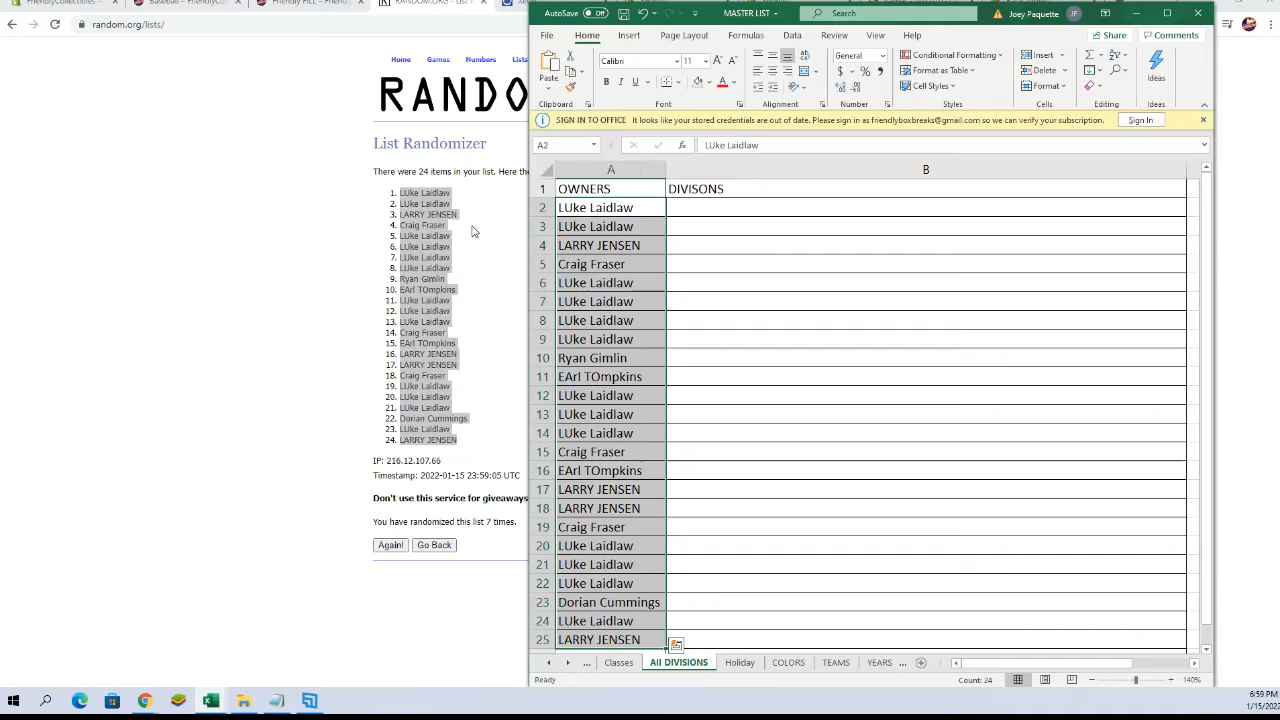 FriendlyCollectibles -
Baseball – FriendlyCo
Friendly FILL – Friendl
RANDOM.ORG - List
AutoSave Off
MASTER LIST
Search
Joey Paquette JP
random.org/lists/
File Home Insert Page Layout Formulas Data Review View Help Share Comments
Home Games Numbers Lists
Paste
Calibri 11
General
Conditional Formatting
Format as Table
Cell Styles
Insert
Delete
Format
Ideas
Clipboard Font Alignment Number Styles Cells Editing Ideas
RANDO
SIGN IN TO OFFICE It looks like your stored credentials are out of date. Please sign in as friendlyboxbreaks@gmail.com so we can verify your subscription. Sign In
A2 fx LUke Laidlaw
List Randomizer
There were 24 items in your list. Here the
1. LUke Laidlaw
2. LUke Laidlaw
3. LARRY JENSEN
4. Craig Fraser
5. LUke Laidlaw
6. LUke Laidlaw
7. LUke Laidlaw
8. LUke Laidlaw
9. Ryan Gimlin
10. EArl TOmpkins
11. LUke Laidlaw
12. LUke Laidlaw
13. LUke Laidlaw
14. Craig Fraser
15. EArl TOmpkins
16. LARRY JENSEN
17. LARRY JENSEN
18. Craig Fraser
19. LUke Laidlaw
20. LUke Laidlaw
21. LUke Laidlaw
22. Dorian Cummings
23. LUke Laidlaw
24. LARRY JENSEN
IP: 216.12.107.66
Timestamp: 2022-01-15 23:59:05 UTC
Don't use this service for giveaways
You have randomized this list 7 times.
Again! Go Back
A B
1 OWNERS DIVISONS
2 LUke Laidlaw
3 LUke Laidlaw
4 LARRY JENSEN
5 Craig Fraser
6 LUke Laidlaw
7 LUke Laidlaw
8 LUke Laidlaw
9 LUke Laidlaw
10 Ryan Gimlin
11 EArl TOmpkins
12 LUke Laidlaw
13 LUke Laidlaw
14 LUke Laidlaw
15 Craig Fraser
16 EArl TOmpkins
17 LARRY JENSEN
18 LARRY JENSEN
19 Craig Fraser
20 LUke Laidlaw
21 LUke Laidlaw
22 LUke Laidlaw
23 Dorian Cummings
24 LUke Laidlaw
25 LARRY JENSEN
... Classes All DIVISIONS Holiday COLORS TEAMS YEARS ...
Ready Count: 24 140%
6:59 PM
1/15/2022